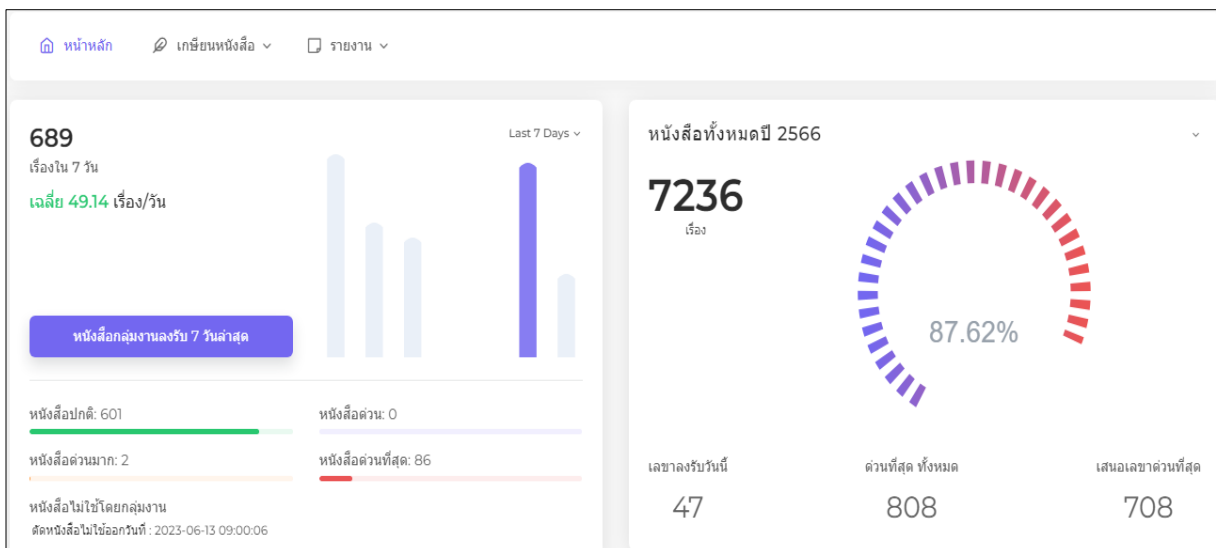 หน้าหลัก เกษียนหนังสือ รายงาน
689
Last 7 Days
เรื่องใน 7 วัน
เฉลี่ย 49.14 เรื่อง/วัน
หนังสือกลุ่มงานลงรับ 7 วันล่าสุด
หนังสือปกติ: 601
หนังสือด่วน: 0
หนังสือด่วนมาก: 2
หนังสือด่วนที่สุด: 86
หนังสือไม่ใช้โดยกลุ่มงาน
ตัดหนังสือไม่ใช้ออกวันที่ : 2023-06-13 09:00:06
หนังสือทั้งหมดปี 2566
7236
เรื่อง
87.62%
เลขาลงรับวันนี้
47
ด่วนที่สุด ทั้งหมด
808
เสนอเลขาด่วนที่สุด
708